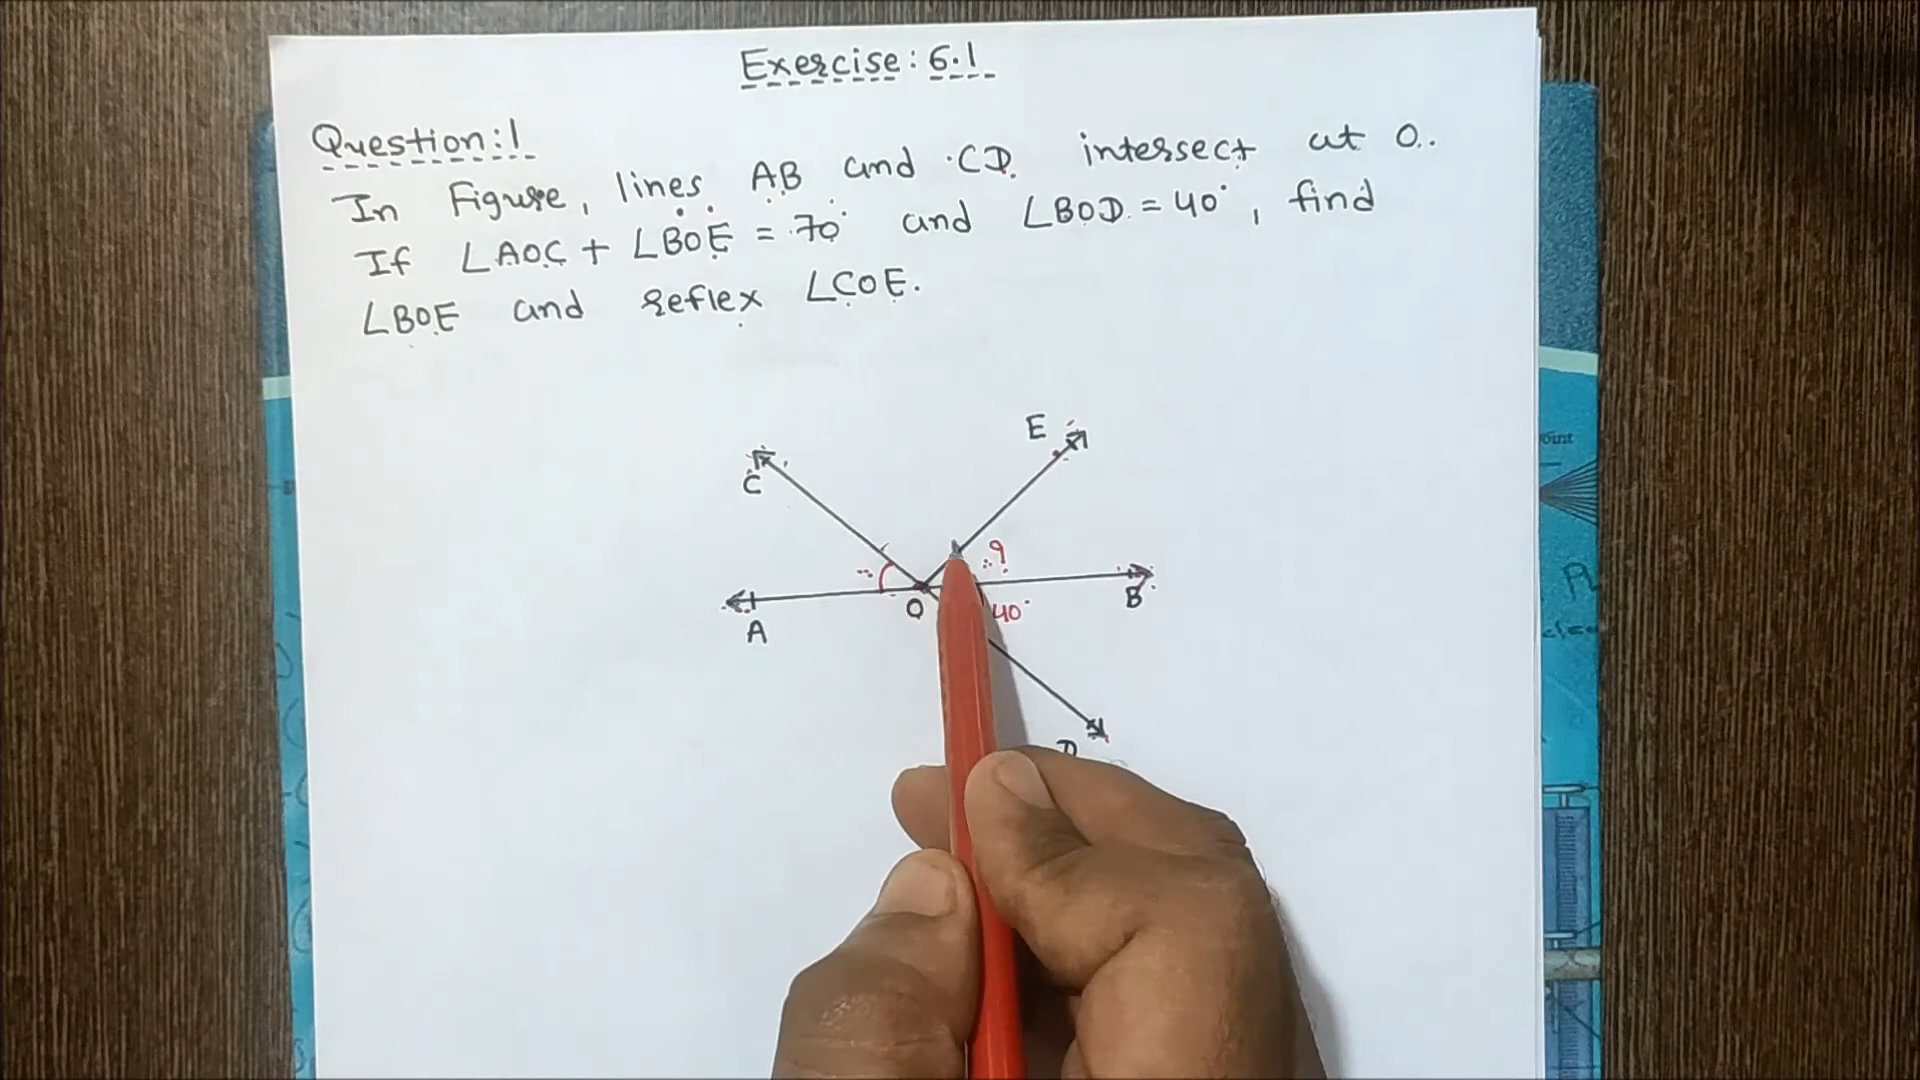 Exercise: 6.1
Question: 1
In Figure, lines AB and CD intersect at O.
If ∠AOC + ∠BOE = 70° and ∠BOD = 40°, find
∠BOE and reflex ∠COE.
E
C
oint
?
O
40°
B
A
D